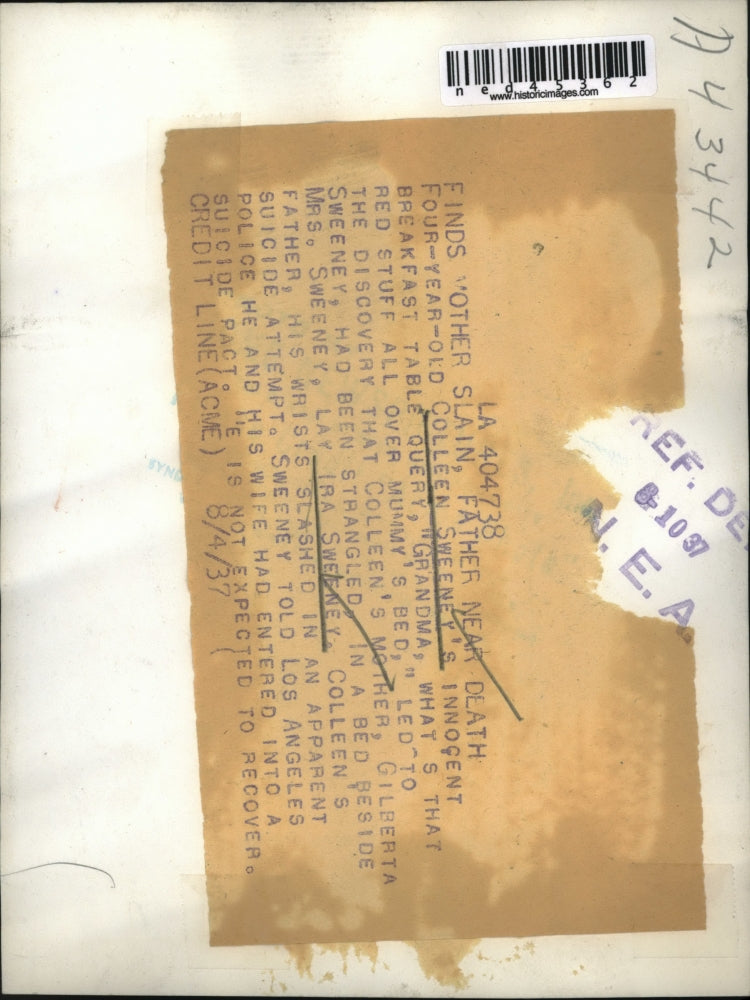 ned45362
www.historicimages.com
A 43442
REF. DE
8-10 37
N. E. A.
LA 404738
FINDS MOTHER SLAIN, FATHER NEAR DEATH
FOUR-YEAR-OLD COLLEEN SWEENEY'S INNOCENT
BREAKFAST TABLE QUERY, "GRANDMA, WHAT'S THAT
RED STUFF ALL OVER MUMMY'S BED," LED TO
THE DISCOVERY THAT COLLEEN'S MOTHER, GILBERTA
SWEENEY, HAD BEEN STRANGLED. IN A BED BESIDE
MRS. SWEENEY, LAY IRA SWEENEY, COLLEEN'S
FATHER, HIS WRISTS SLASHED IN AN APPARENT
SUICIDE ATTEMPT. SWEENEY TOLD LOS ANGELES
POLICE HE AND HIS WIFE HAD ENTERED INTO A
SUICIDE PACT. HE IS NOT EXPECTED TO RECOVER.
CREDIT LINE (ACME) 8/4/37 (